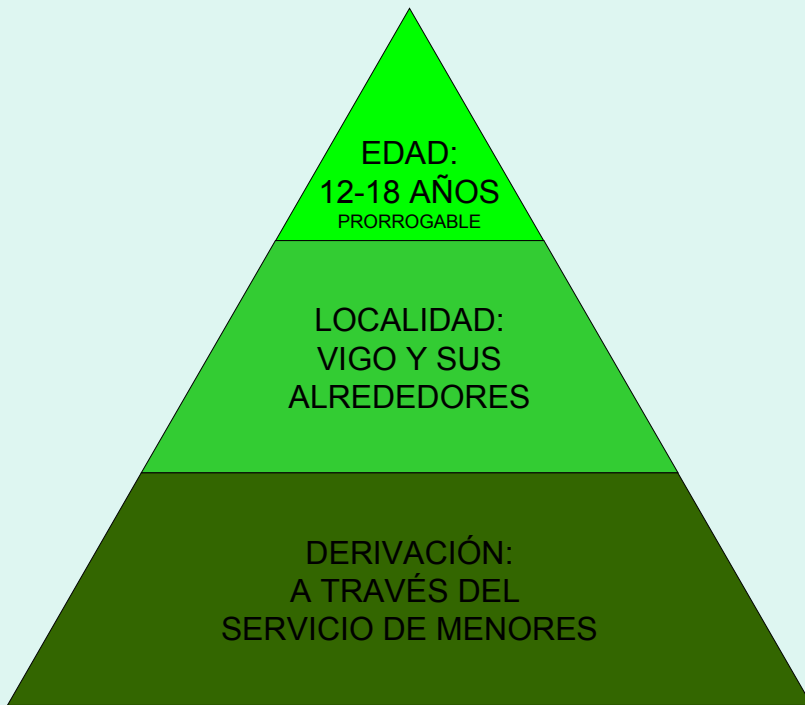 EDAD:
12-18 AÑOS
PRORROGABLE
LOCALIDAD:
VIGO Y SUS
ALREDEDORES
DERIVACIÓN:
A TRAVÉS DEL
SERVICIO DE MENORES